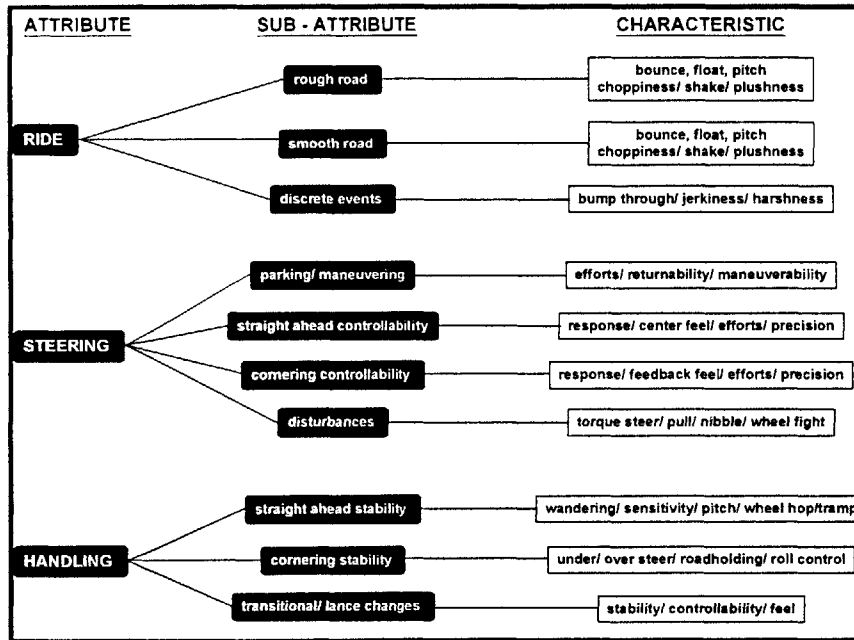 ATTRIBUTE SUB - ATTRIBUTE CHARACTERISTIC
rough road
bounce, float, pitch
choppiness/ shake/ plushness
RIDE
smooth road
bounce, float, pitch
choppiness/ shake/ plushness
discrete events
bump through/ jerkiness/ harshness
parking/ maneuvering
efforts/ returnability/ maneuverability
straight ahead controllability
response/ center feel/ efforts/ precision
STEERING
cornering controllability
response/ feedback feel/ efforts/ precision
disturbances
torque steer/ pull/ nibble/ wheel fight
straight ahead stability
wandering/ sensitivity/ pitch/ wheel hop/tramp
HANDLING
cornering stability
under/ over steer/ roadholding/ roll control
transitional/ lance changes
stability/ controllability/ feel